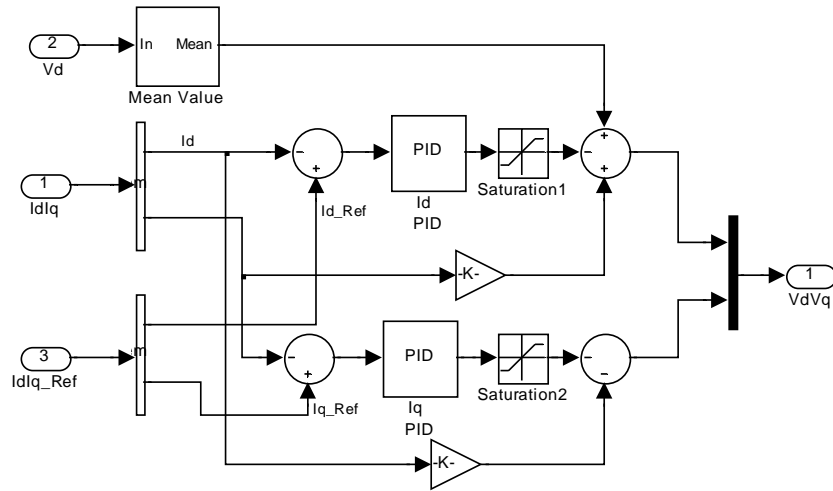 2
Vd
In Mean
Mean Value
1
IdIq
m
Id
PID
Id
PID
Saturation1
Id_Ref
-K-
3
IdIq_Ref
m
PID
Iq
PID
Saturation2
Iq_Ref
-K-
1
VdVq